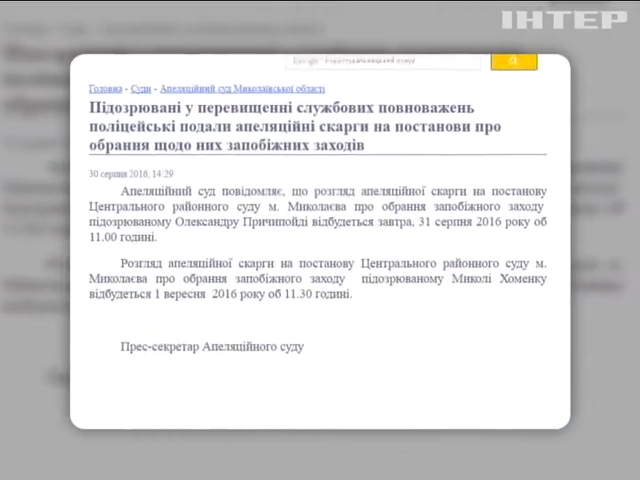 ІНТЕР
Головна - Суди - Апеляційний суд Миколаївської області
Підозрювані у перевищенні службових повноважень
поліцейські подали апеляційні скарги на постанови про
обрання щодо них запобіжних заходів
30 серпня 2016, 14:29
Апеляційний суд повідомляє, що розгляд апеляційної скарги на постанову
Центрального районного суду м. Миколаєва про обрання запобіжного заходу
підозрюваному Олександру Причипойді відбудеться завтра, 31 серпня 2016 року об
11.00 годині.
Розгляд апеляційної скарги на постанову Центрального районного суду м.
Миколаєва про обрання запобіжного заходу підозрюваному Миколі Хоменку
відбудеться 1 вересня 2016 року об 11.30 годині.
Прес-секретар Апеляційного суду